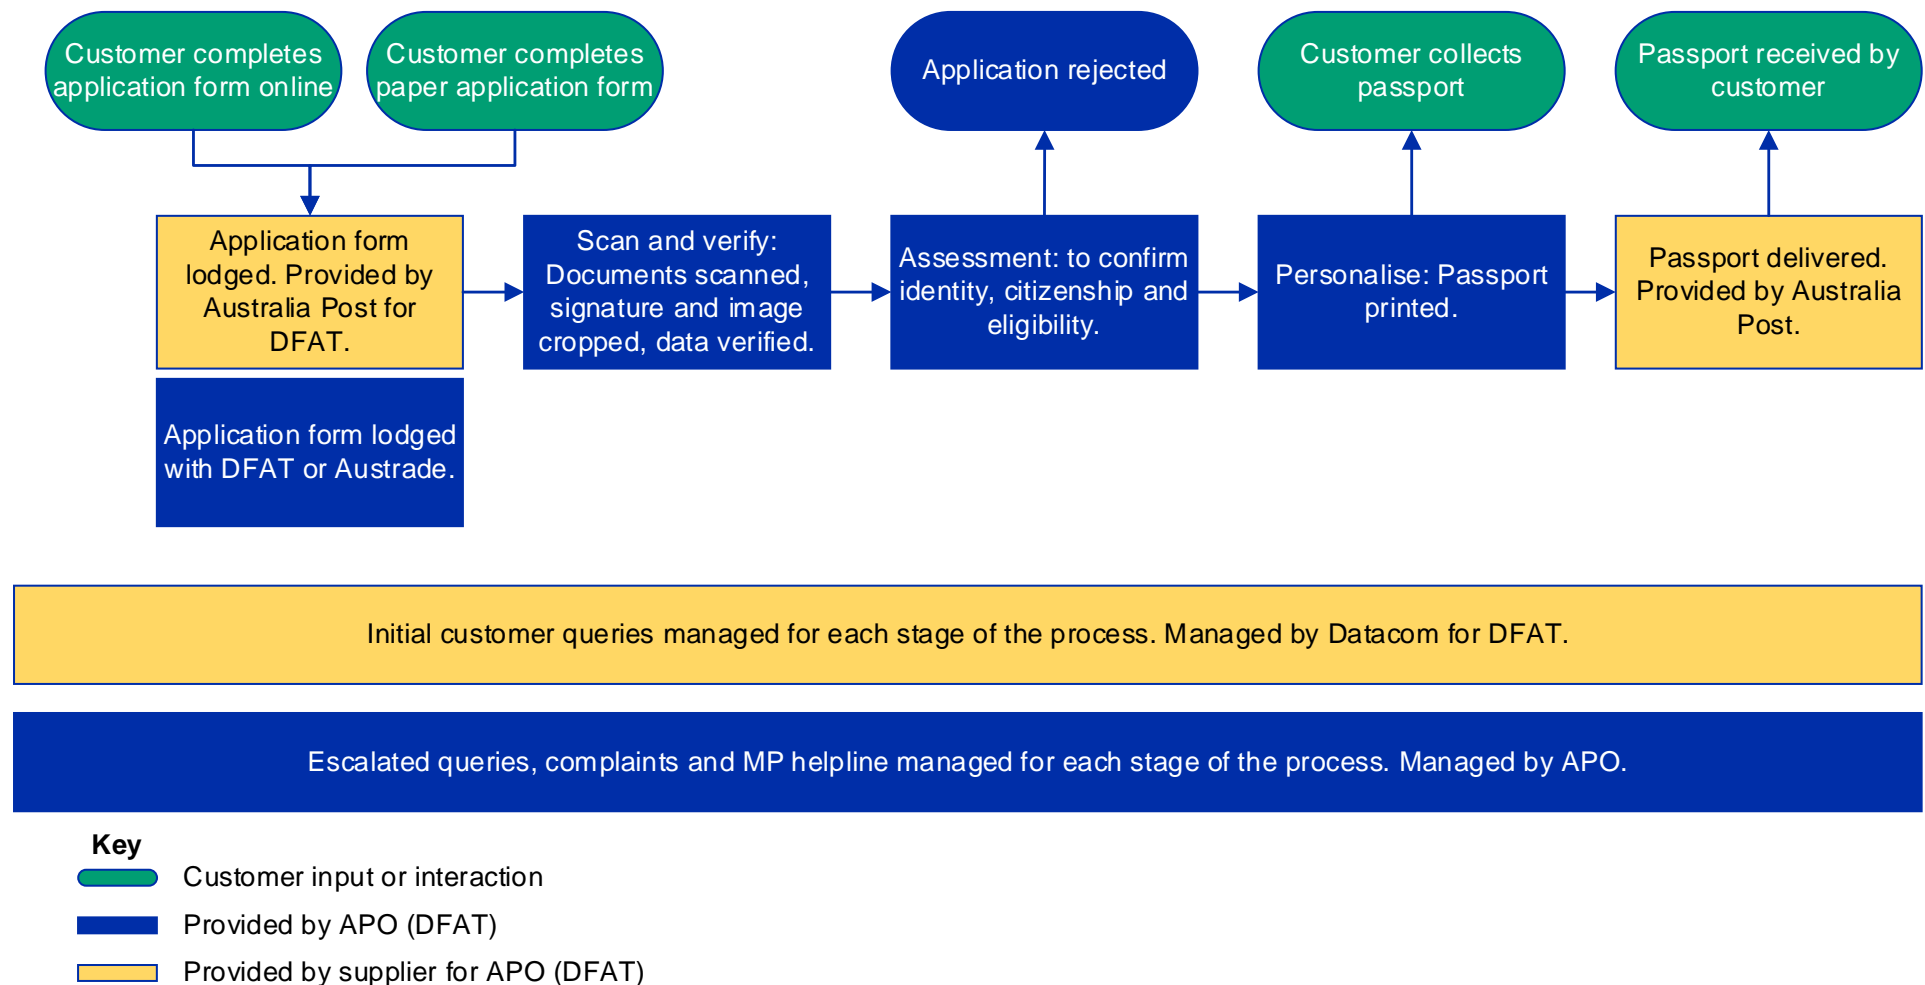 Customer completes
application form online
Customer completes
paper application form
Application rejected
Customer collects
passport
Passport received by
customer
Application form
lodged. Provided by
Australia Post for
DFAT.
Scan and verify:
Documents scanned,
signature and image
cropped, data verified.
Assessment: to confirm
identity, citizenship and
eligibility.
Personalise: Passport
printed.
Passport delivered.
Provided by Australia
Post.
Application form lodged
with DFAT or Austrade.
Initial customer queries managed for each stage of the process. Managed by Datacom for DFAT.
Escalated queries, complaints and MP helpline managed for each stage of the process. Managed by APO.
Key
Customer input or interaction
Provided by APO (DFAT)
Provided by supplier for APO (DFAT)